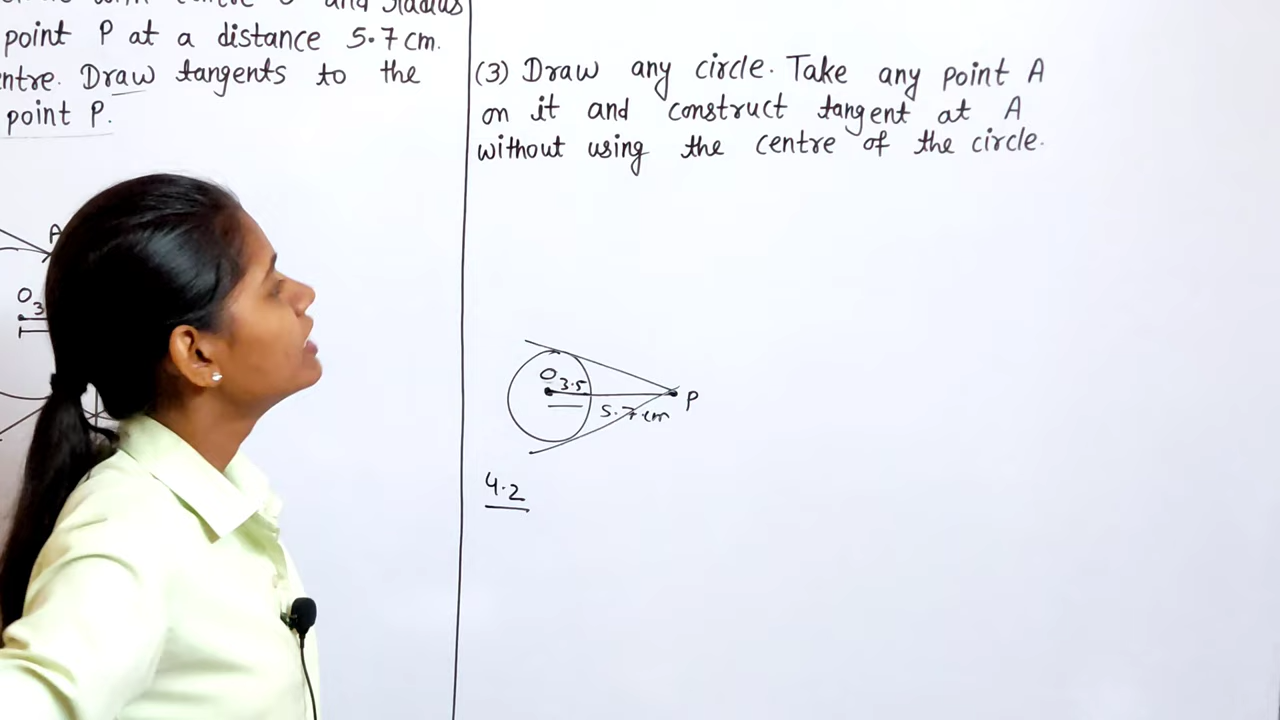 and radius
point P at a distance 5.7 cm.
centre. Draw tangents to the
point P.
A
O
3
(3) Draw any circle. Take any point A
on it and construct tangent at A
without using the centre of the circle.
O 3.5
5.7 cm
P
4.2